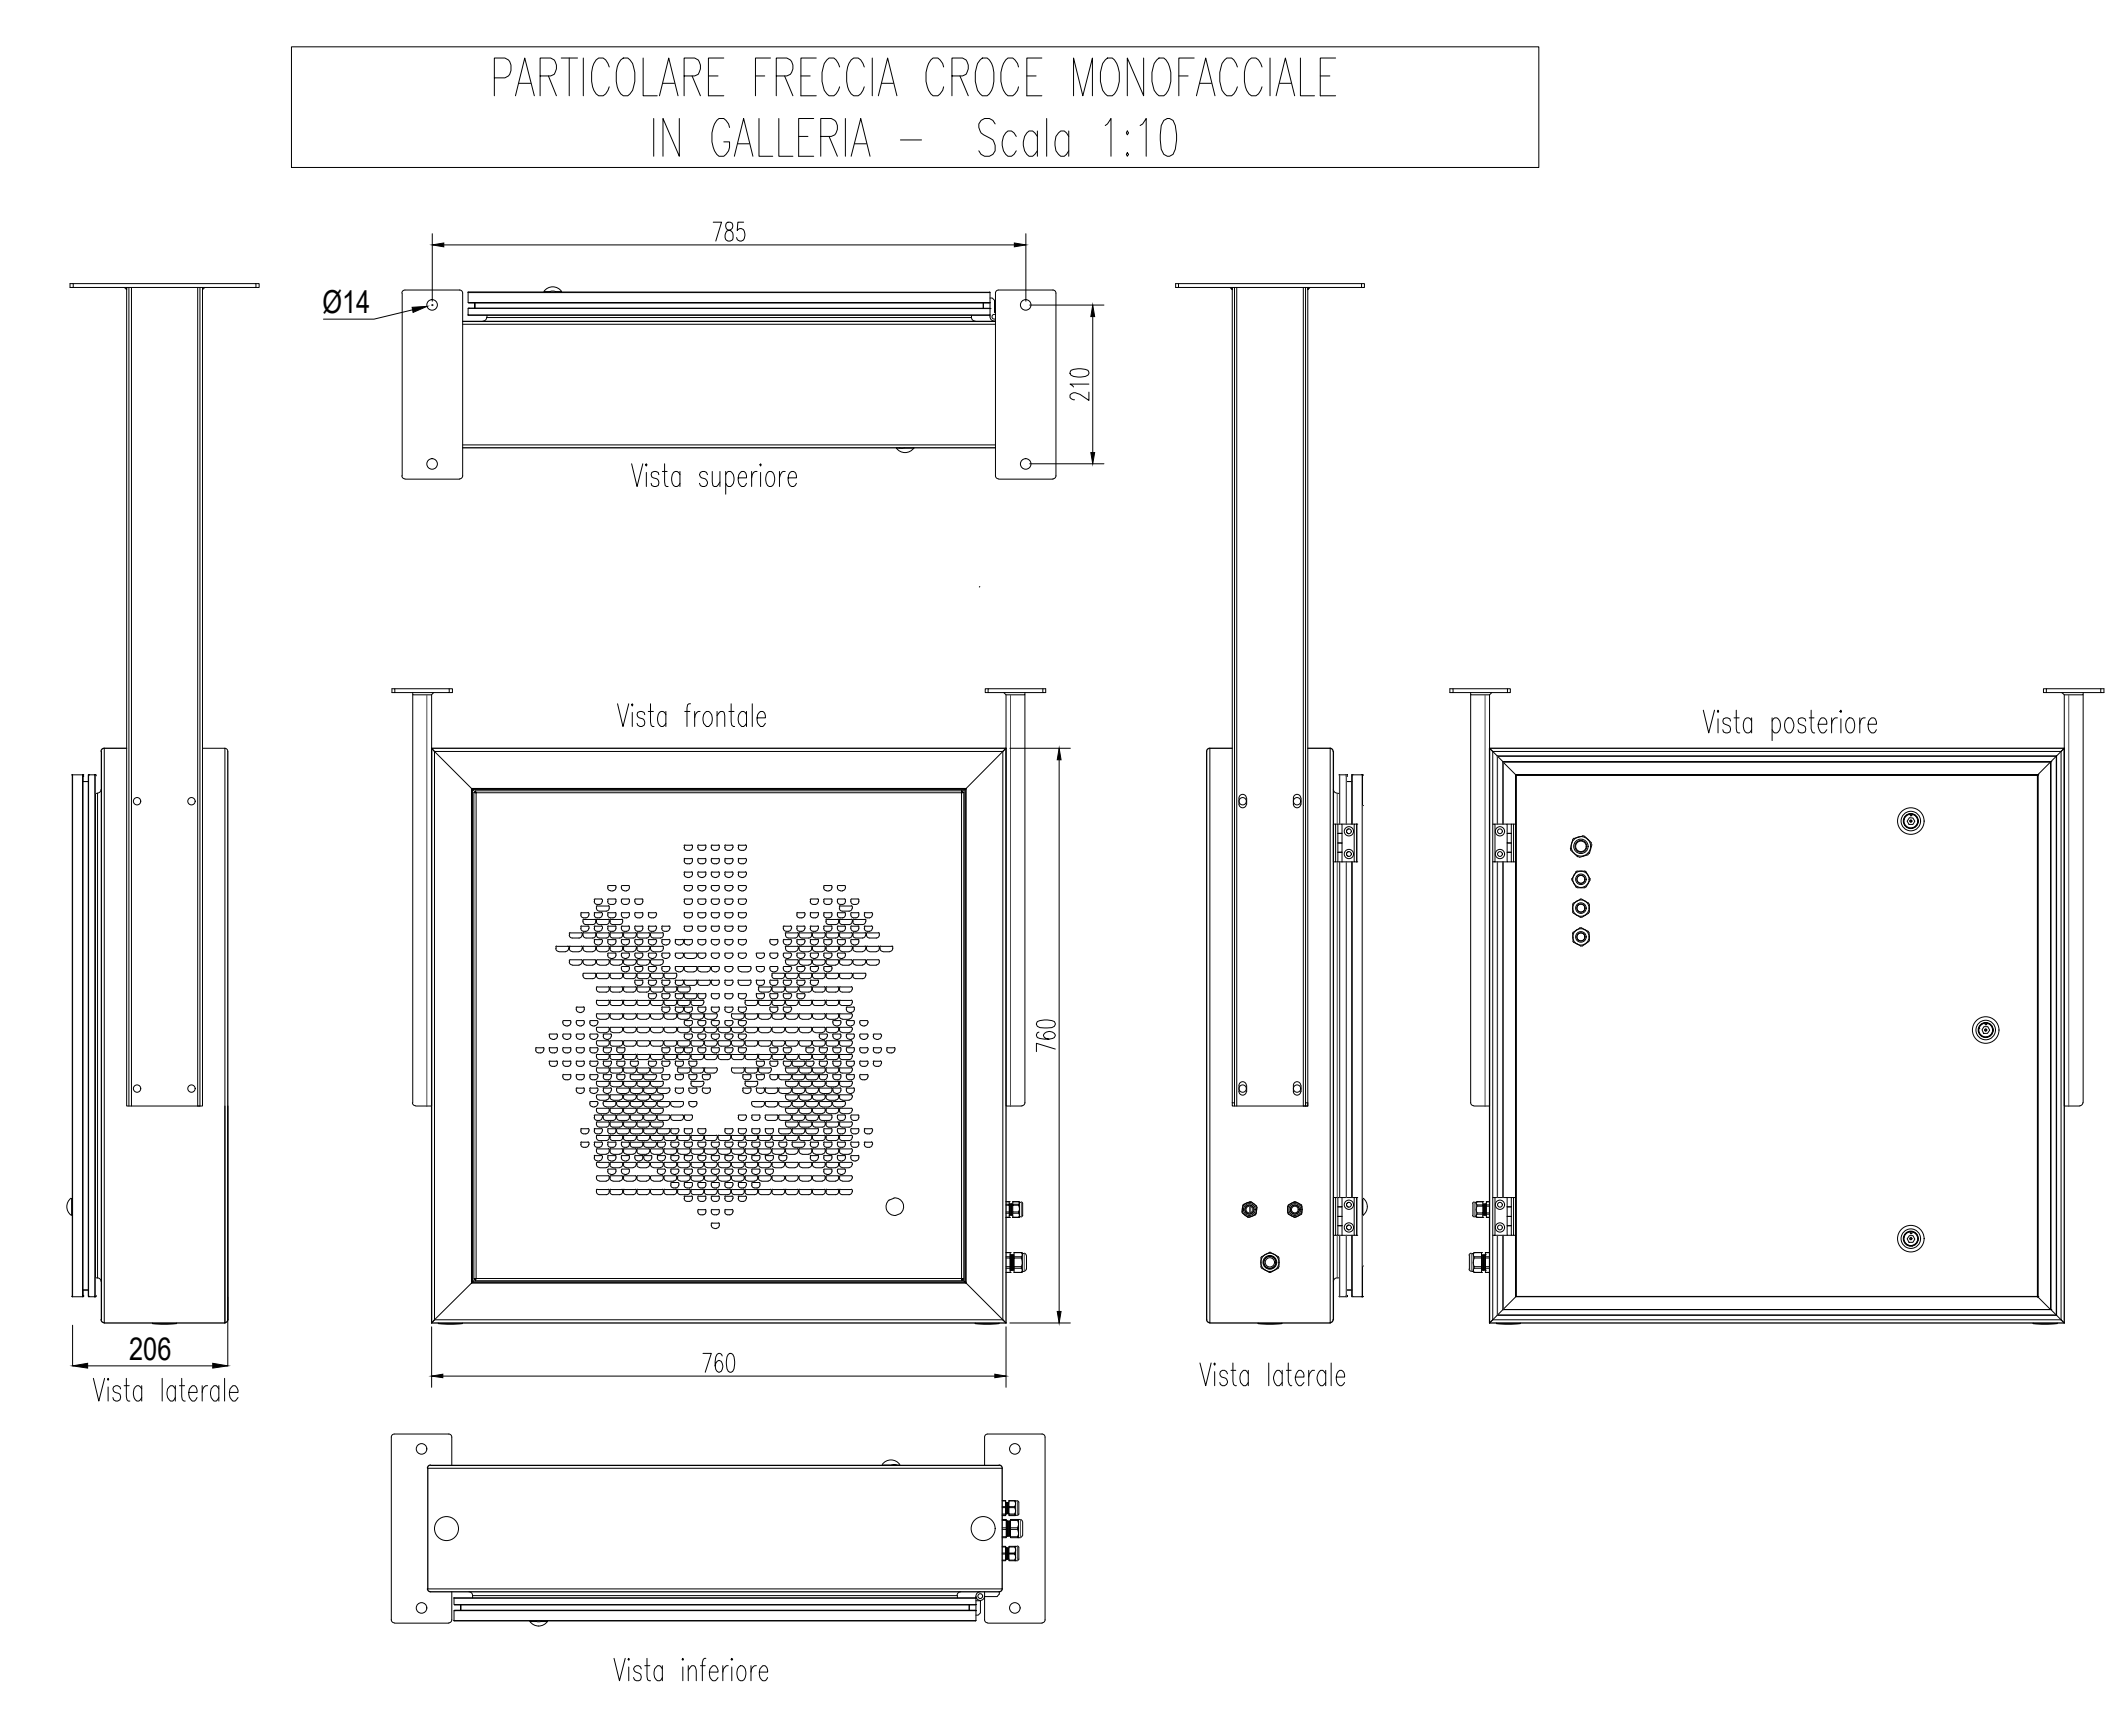 PARTICOLARE FRECCIA CROCE MONOFACCIALE
IN GALLERIA - Scala 1:10
785
Ø14
210
Vista superiore
Vista frontale
Vista posteriore
760
206
760
Vista laterale
Vista laterale
Vista inferiore